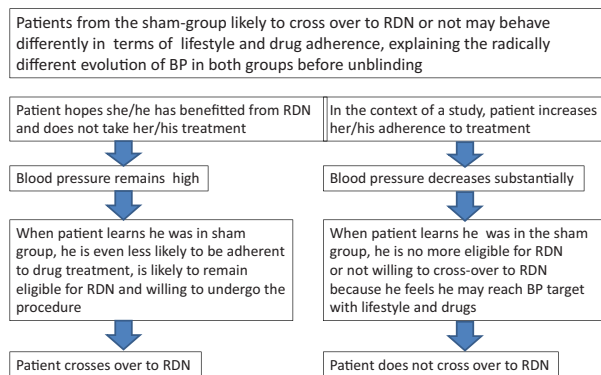 Patients from the sham-group likely to cross over to RDN or not may behave
differently in terms of lifestyle and drug adherence, explaining the radically
different evolution of BP in both groups before unblinding
Patient hopes she/he has benefitted from RDN
and does not take her/his treatment
Blood pressure remains high
When patient learns he was in sham
group, he is even less likely to be adherent
to drug treatment, is likely to remain
eligible for RDN and willing to undergo the
procedure
Patient crosses over to RDN
In the context of a study, patient increases
her/his adherence to treatment
Blood pressure decreases substantially
When patient learns he was in the sham
group, he is no more eligible for RDN
or not willing to cross-over to RDN
because he feels he may reach BP target
with lifestyle and drugs
Patient does not cross over to RDN